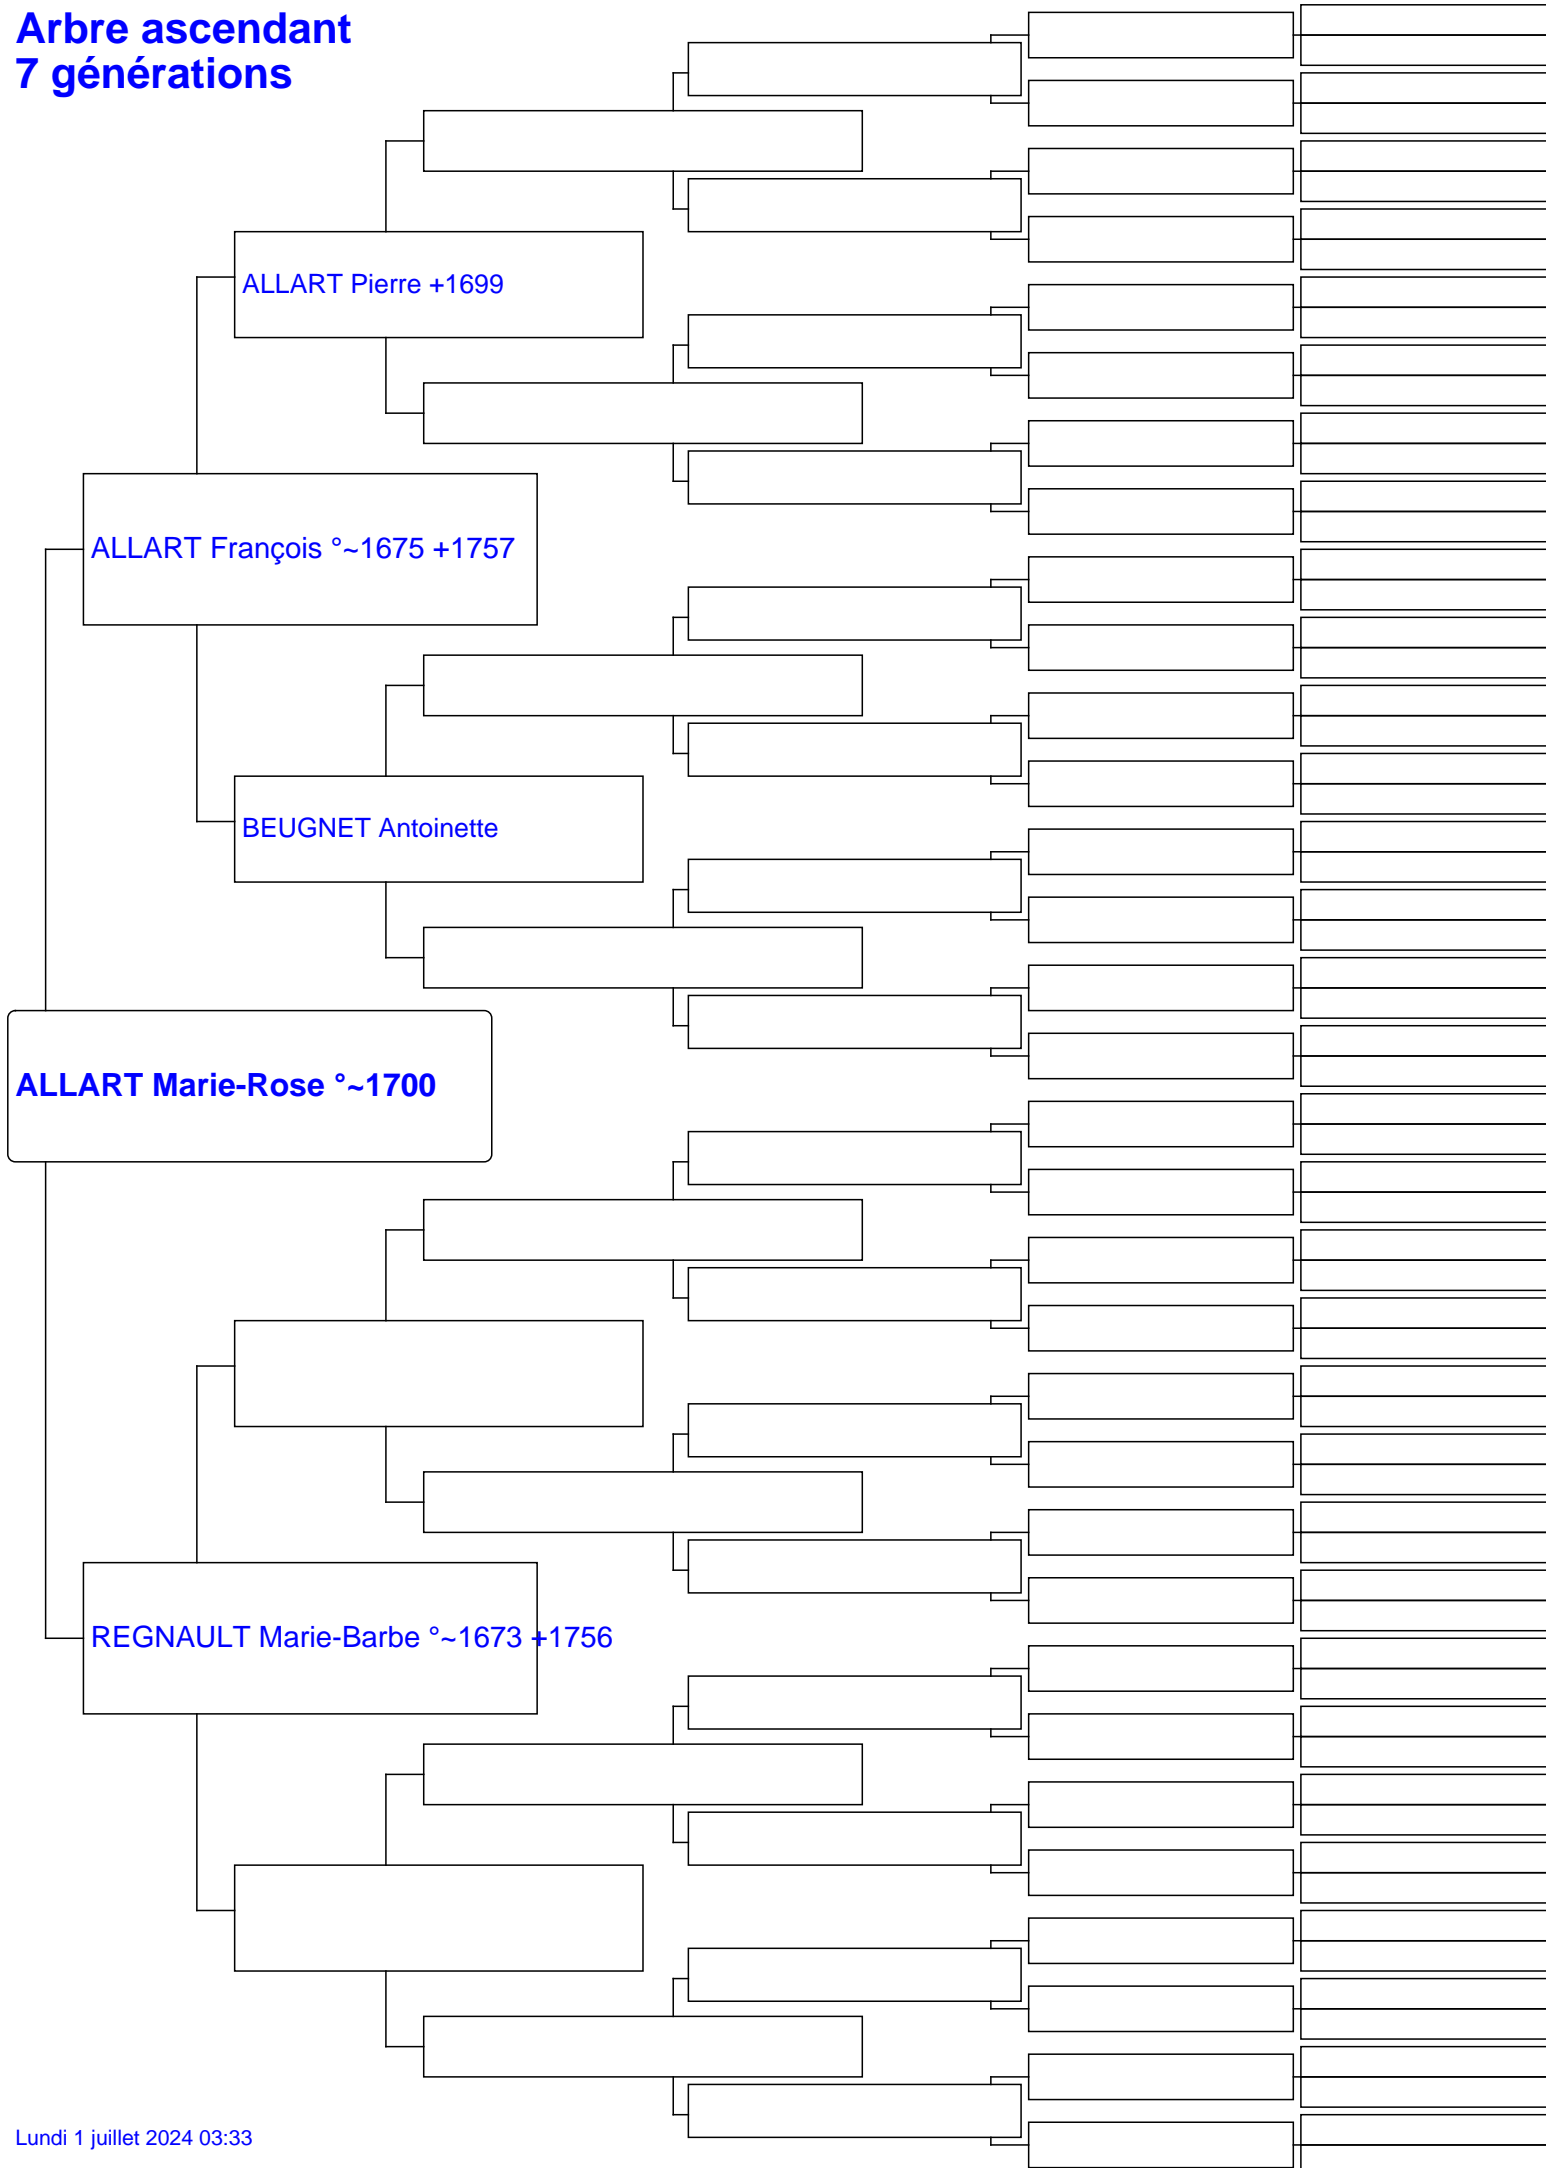 Arbre ascendant
7 générations
ALLART Pierre +1699
ALLART François °~1675 +1757
BEUGNET Antoinette
ALLART Marie-Rose °~1700
REGNAULT Marie-Barbe °~1673 +1756
Lundi 1 juillet 2024 03:33